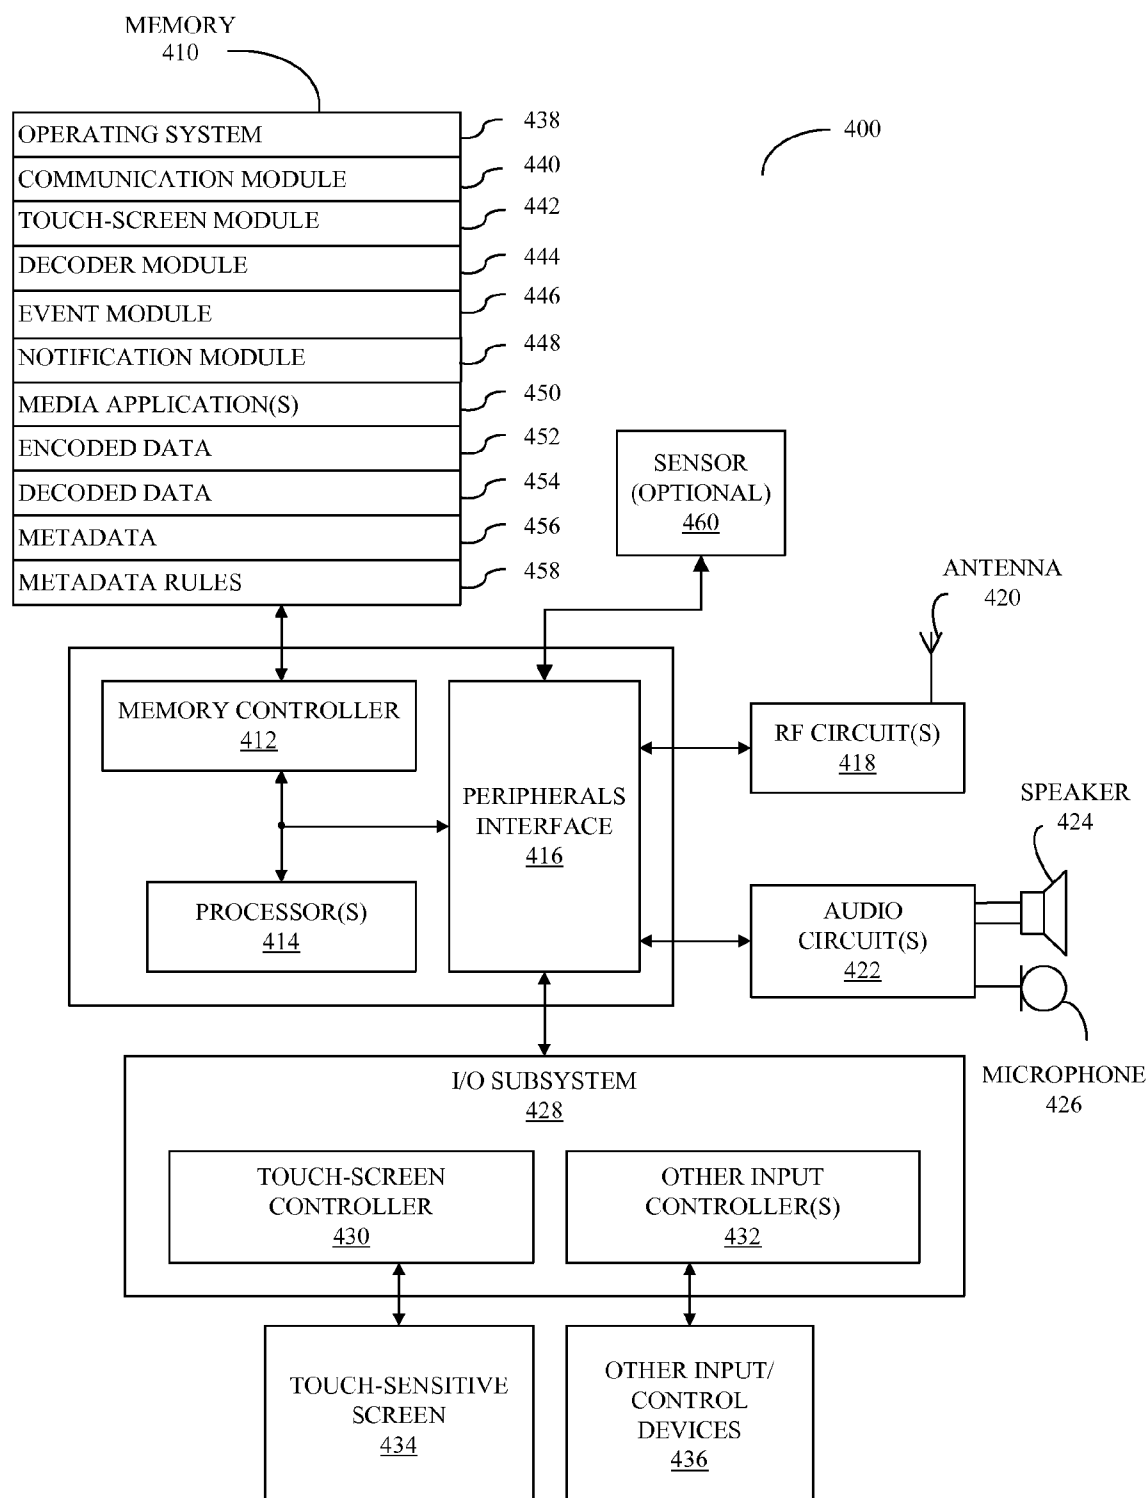 MEMORY
410
OPERATING SYSTEM
438
COMMUNICATION MODULE
440
TOUCH-SCREEN MODULE
442
DECODER MODULE
444
EVENT MODULE
446
NOTIFICATION MODULE
448
MEDIA APPLICATION(S)
450
ENCODED DATA
452
DECODED DATA
454
METADATA
456
METADATA RULES
458
400
SENSOR
(OPTIONAL)
460
ANTENNA
420
MEMORY CONTROLLER
412
PERIPHERALS
INTERFACE
416
PROCESSOR(S)
414
RF CIRCUIT(S)
418
SPEAKER
424
AUDIO
CIRCUIT(S)
422
MICROPHONE
426
I/O SUBSYSTEM
428
TOUCH-SCREEN
CONTROLLER
430
OTHER INPUT
CONTROLLER(S)
432
TOUCH-SENSITIVE
SCREEN
434
OTHER INPUT/
CONTROL
DEVICES
436